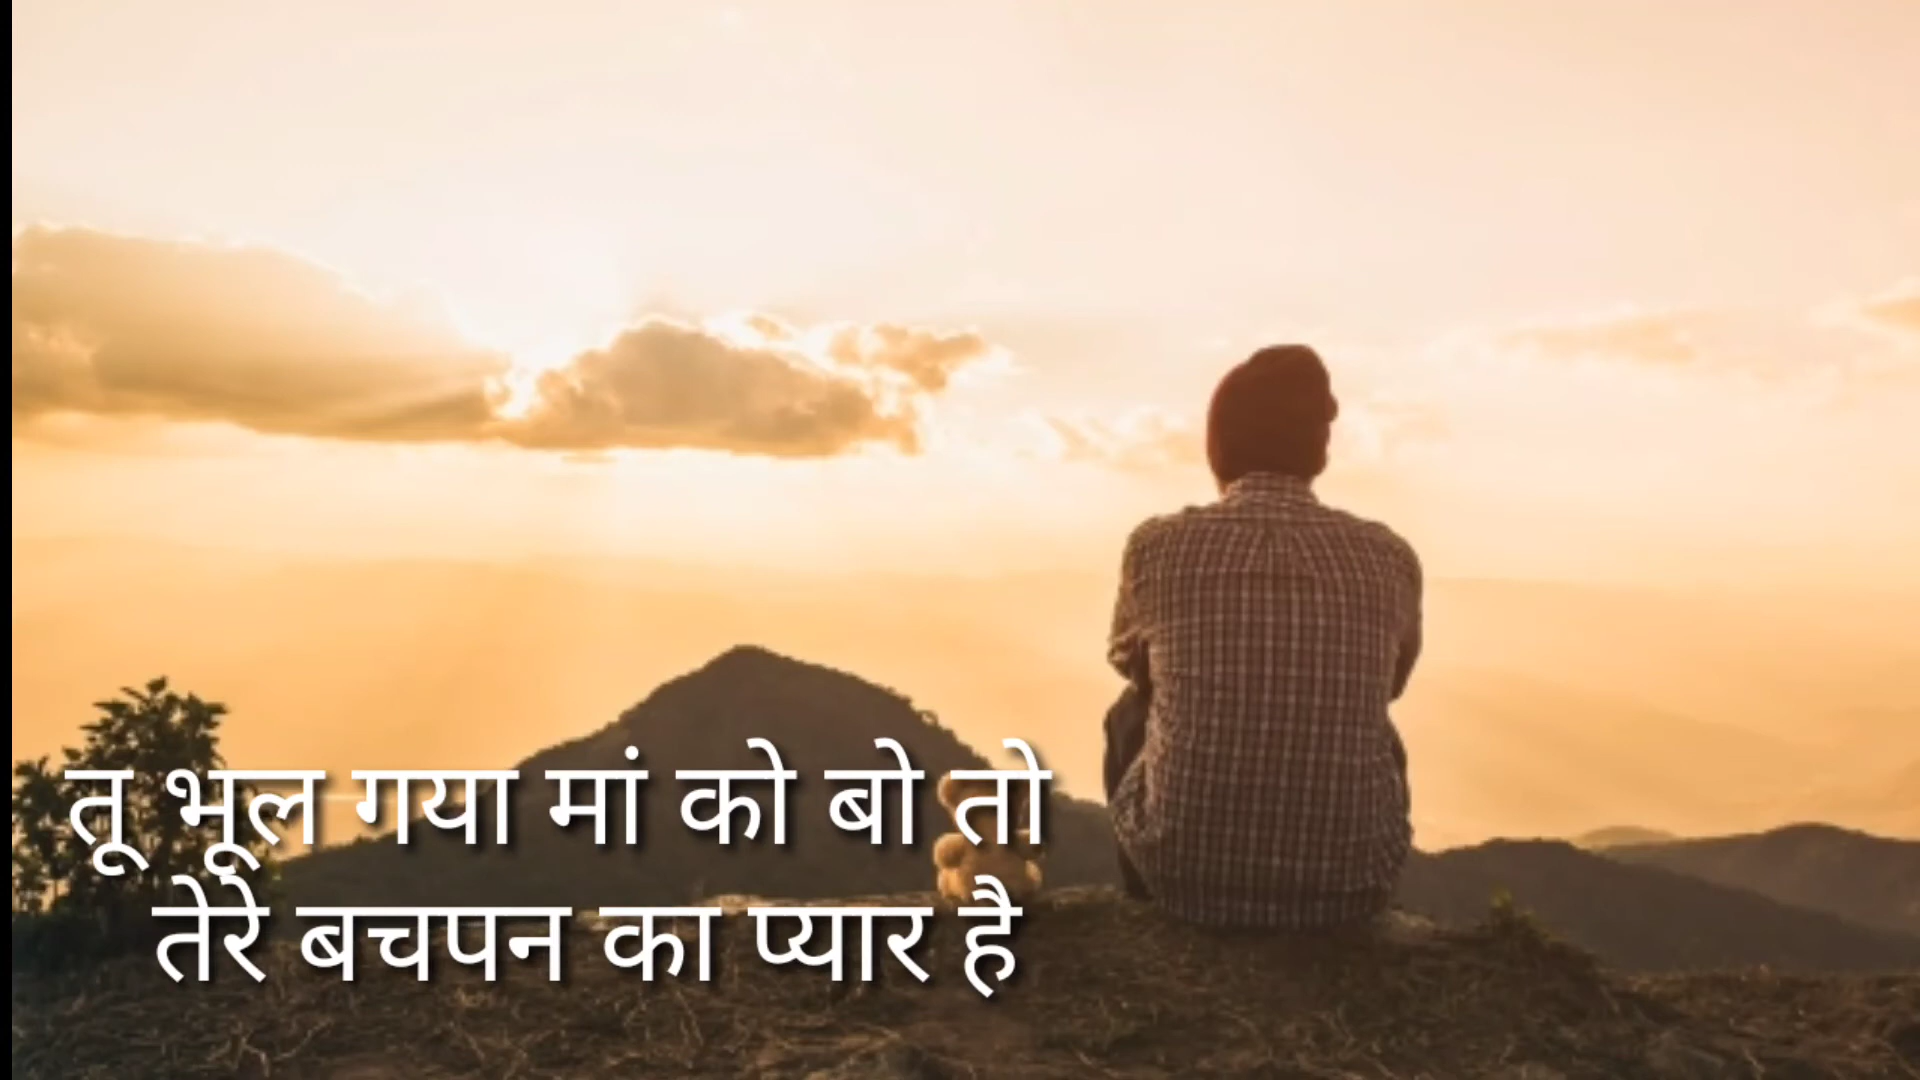 तू भूल गया मां को बो तो
तेरे बचपन का प्यार है